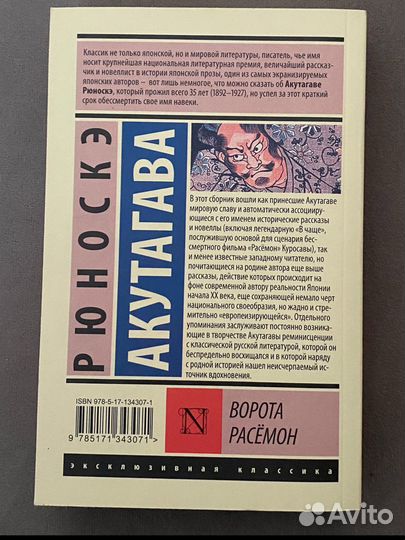 Классик не только японской, но и мировой литературы, писатель, чье имя
носит крупнейшая национальная литературная премия, величайший рассказ-
чик и новеллист в истории японской прозы, один из самых экранизируемых
японских авторов – вот лишь немногое, что можно сказать об Акутагаве
Рюноскэ, который прожил всего 35 лет (1892–1927), но успел за этот краткий
срок обессмертить свое имя навеки.
РЮНОСКЭ
АКУТАГАВА
В этот сборник вошли как принесшие Акутагаве
мировую славу и автоматически ассоцииру-
ющиеся с его именем исторические рассказы
и новеллы (включая легендарную «В чаще»,
послужившую основой для сценария бес-
смертного фильма «Расёмон» Куросавы), так
и менее известные западному читателю, но
почитающиеся на родине автора еще выше
рассказы, действие которых происходит на
фоне современной автору реальности Японии
начала XX века, еще сохраняющей немало черт
национального своеобразия, но жадно и стре-
мительно «европеизирующейся». Отдельного
упоминания заслуживают постоянно возника-
ющие в творчестве Акутагавы реминисценции
с классической русской литературой, которой он
беспредельно восхищался и в которой наряду
с родной историей нашел неисчерпаемый ис-
точник вдохновения.
ISBN 978-5-17-134307-1
9 785171 343071 >
N
ВОРОТА
РАСЁМОН
эксклюзивная классика
Avito